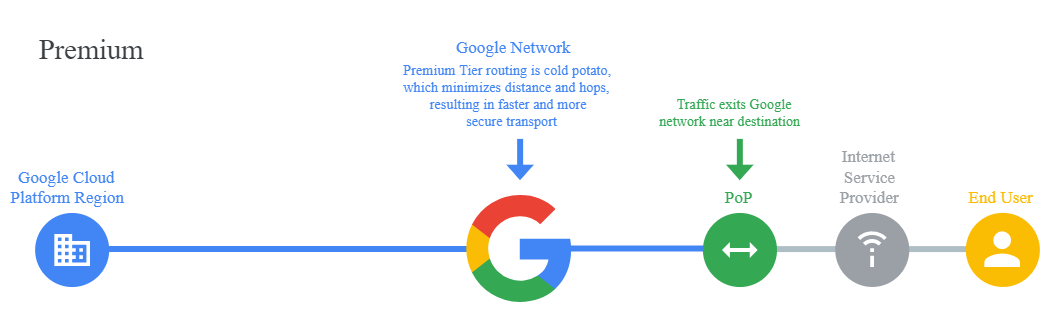 Premium
Google Network
Premium Tier routing is cold potato,
which minimizes distance and hops,
resulting in faster and more
secure transport
Traffic exits Google
network near destination
Google Cloud
Platform Region
PoP
Internet
Service
Provider
End User